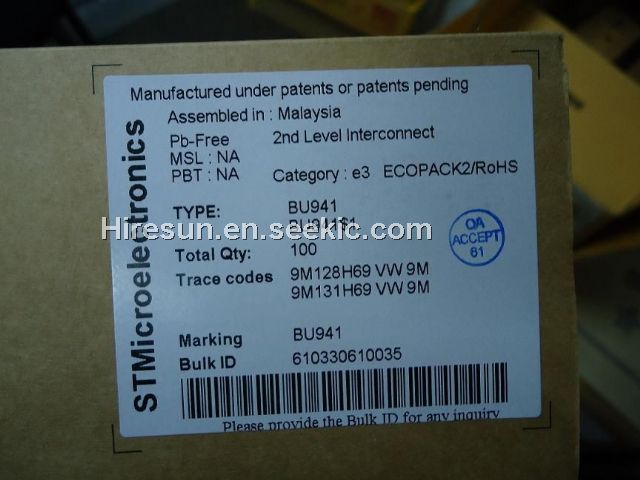 Manufactured under patents or patents pending
Assembled in : Malaysia
Pb-Free 2nd Level Interconnect
MSL : NA
PBT : NA Category : e3 ECOPACK2/RoHS
TYPE: BU941
Hiresun.en.seekic.com
Total Qty: 100
Trace codes 9M128H69 VW 9M
9M131H69 VW 9M
QA
ACCEPT
61
Marking BU941
Bulk ID 610330610035
Please provide the Bulk ID for any inquiry
STMicroelectronics